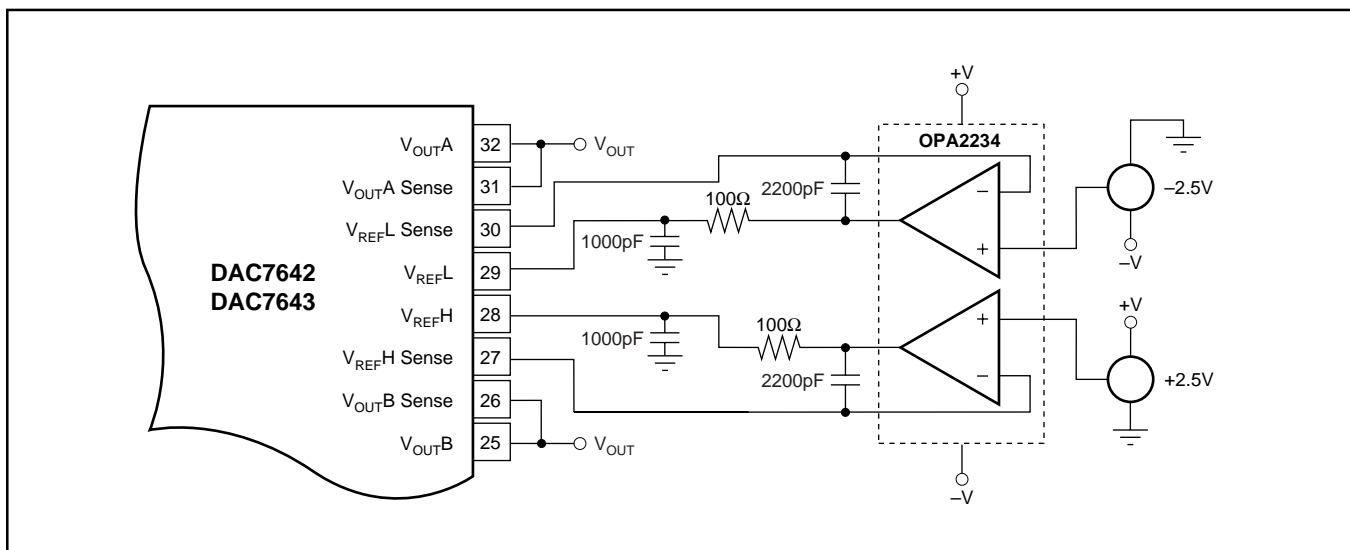 DAC7642
DAC7643
V_OUTA 32
V_OUTA Sense 31
V_REFL Sense 30
V_REFL 29
V_REFH 28
V_REFH Sense 27
V_OUTB Sense 26
V_OUTB 25
V_OUT
V_OUT
1000pF
100Ω
2200pF
1000pF
100Ω
2200pF
+V
OPA2234
−
+
+
−
–V
–2.5V
–V
+V
+2.5V